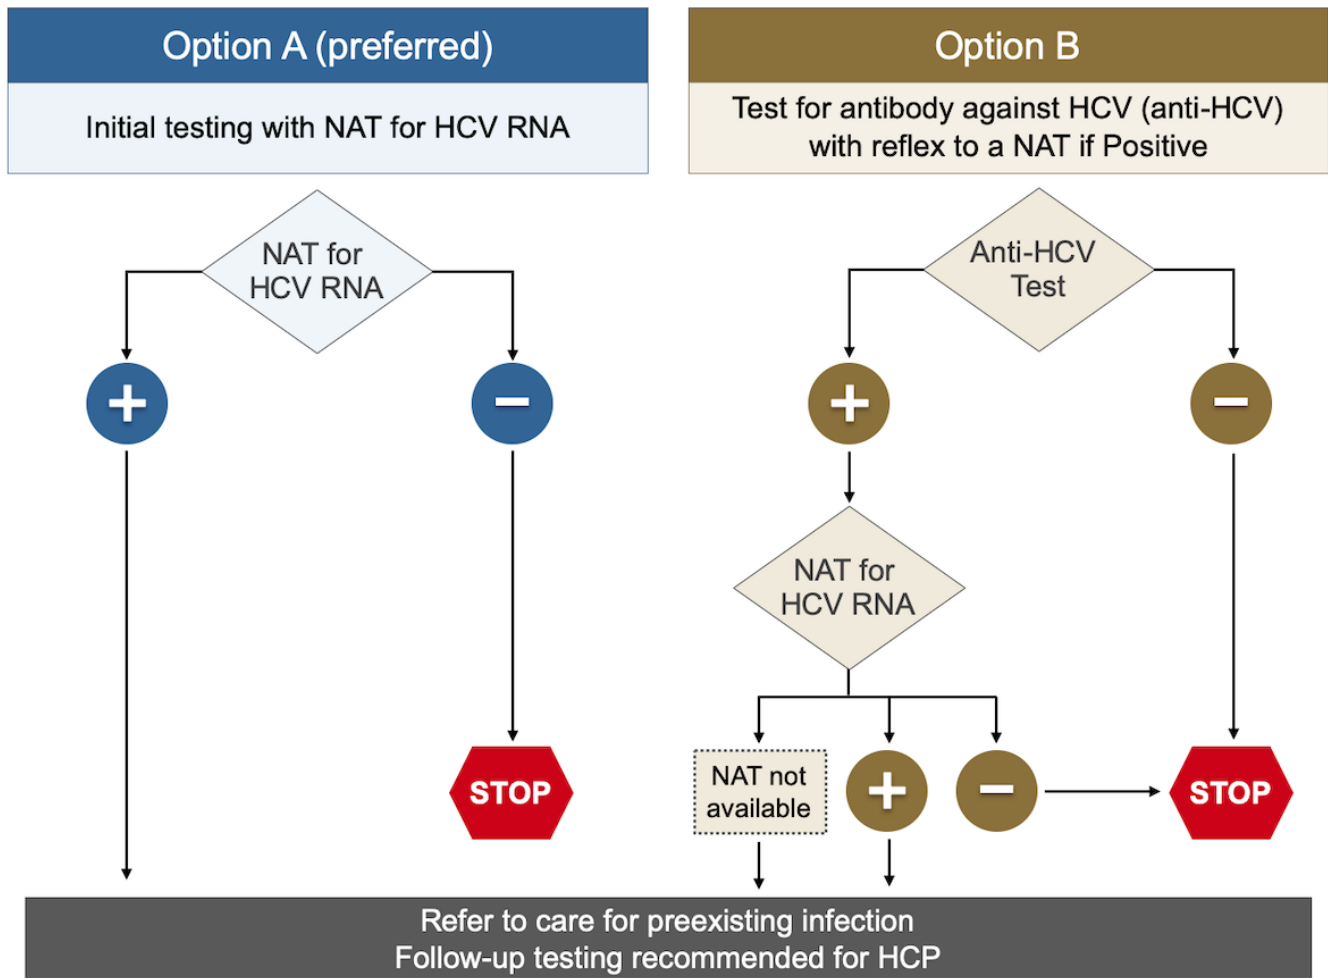 Option A (preferred)
Initial testing with NAT for HCV RNA
NAT for
HCV RNA
+
−
STOP
Option B
Test for antibody against HCV (anti-HCV)
with reflex to a NAT if Positive
Anti-HCV
Test
+
−
NAT for
HCV RNA
NAT not
available
+
−
STOP
Refer to care for preexisting infection
Follow-up testing recommended for HCP